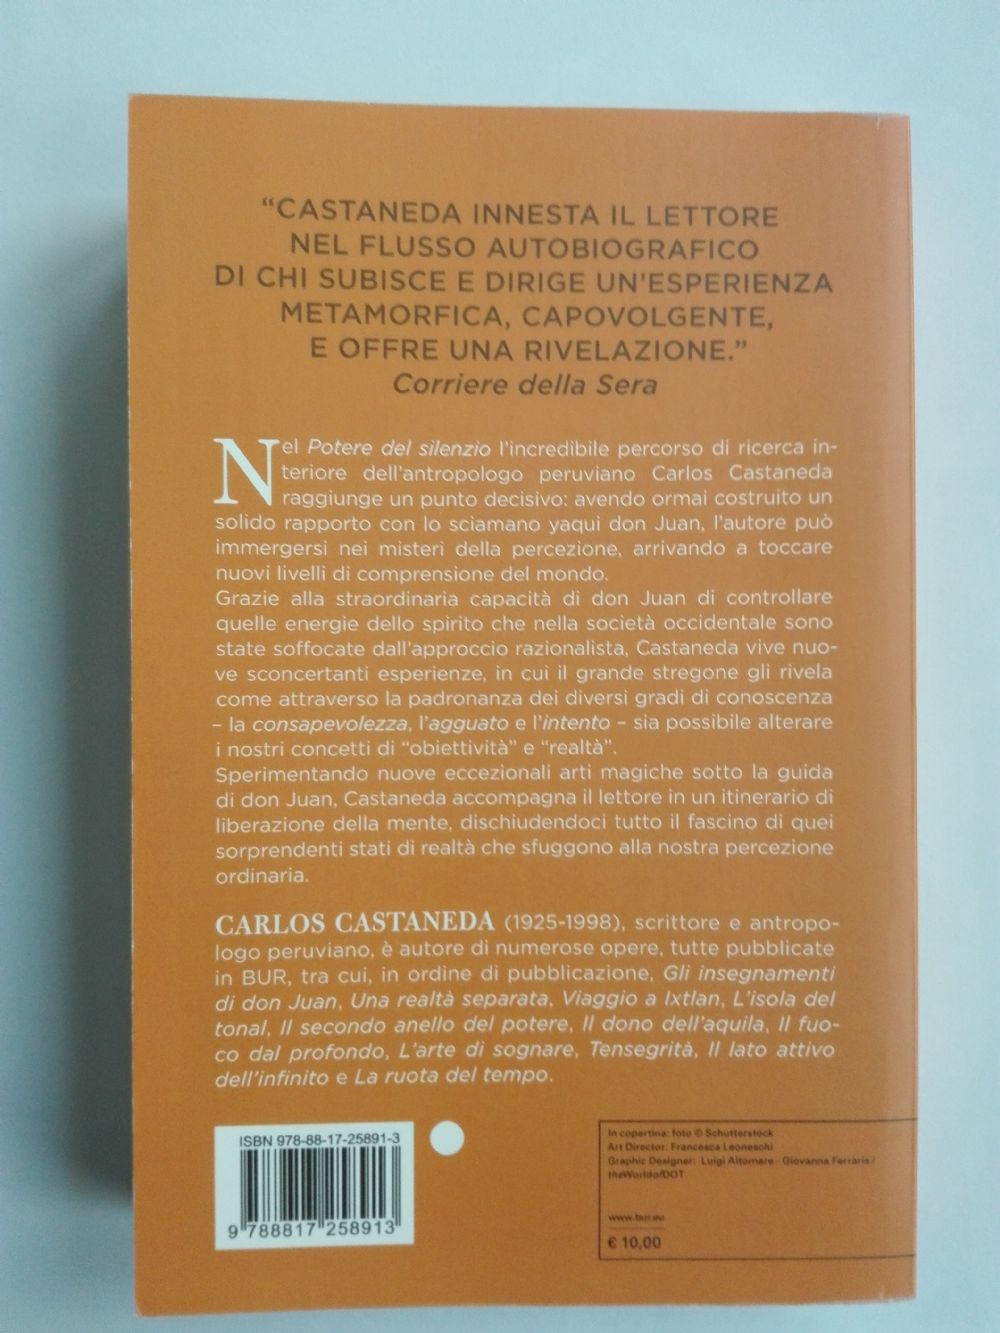 “CASTANEDA INNESTA IL LETTORE
NEL FLUSSO AUTOBIOGRAFICO
DI CHI SUBISCE E DIRIGE UN’ESPERIENZA
METAMORFICA, CAPOVOLGENTE,
E OFFRE UNA RIVELAZIONE.”
Corriere della Sera
Nel Potere del silenzio l’incredibile percorso di ricerca in-
teriore dell’antropologo peruviano Carlos Castaneda
raggiunge un punto decisivo: avendo ormai costruito un
solido rapporto con lo sciamano yaqui don Juan, l’autore può
immergersi nei misteri della percezione, arrivando a toccare
nuovi livelli di comprensione del mondo.
Grazie alla straordinaria capacità di don Juan di controllare
quelle energie dello spirito che nella società occidentale sono
state soffocate dall’approccio razionalista, Castaneda vive nuo-
ve sconcertanti esperienze, in cui il grande stregone gli rivela
come attraverso la padronanza dei diversi gradi di conoscenza
– la consapevolezza, l’agguato e l’intento – sia possibile alterare
i nostri concetti di “obiettività” e “realtà”.
Sperimentando nuove eccezionali arti magiche sotto la guida
di don Juan, Castaneda accompagna il lettore in un itinerario di
liberazione della mente, dischiudendoci tutto il fascino di quei
sorprendenti stati di realtà che sfuggono alla nostra percezione
ordinaria.
CARLOS CASTANEDA (1925-1998), scrittore e antropo-
logo peruviano, è autore di numerose opere, tutte pubblicate
in BUR, tra cui, in ordine di pubblicazione, Gli insegnamenti
di don Juan, Una realtà separata, Viaggio a Ixtlan, L’isola del
tonal, Il secondo anello del potere, Il dono dell’aquila, Il fuo-
co dal profondo, L’arte di sognare, Tensegrità, Il lato attivo
dell’infinito e La ruota del tempo.
ISBN 978-88-17-25891-3
9 788817 258913
In copertina: foto © Schutterstock
Art Director: Francesca Leoneschi
Graphic Designer: Luigi Altomare - Giovanna Ferraris /
theWorldofDOT
www.bur.eu
€ 10,00